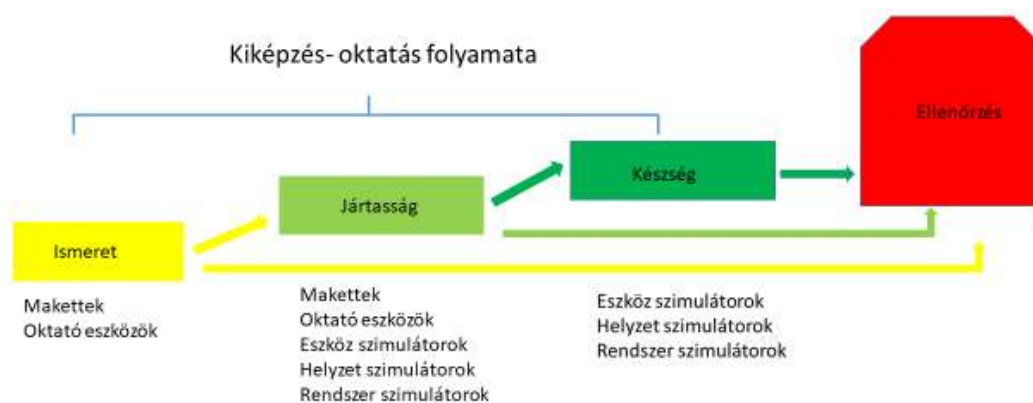 Kiképzés- oktatás folyamata
Ellenőrzés
Készség
Jártasság
Ismeret
Makettek
Oktató eszközök
Makettek
Oktató eszközök
Eszköz szimulátorok
Helyzet szimulátorok
Rendszer szimulátorok
Eszköz szimulátorok
Helyzet szimulátorok
Rendszer szimulátorok